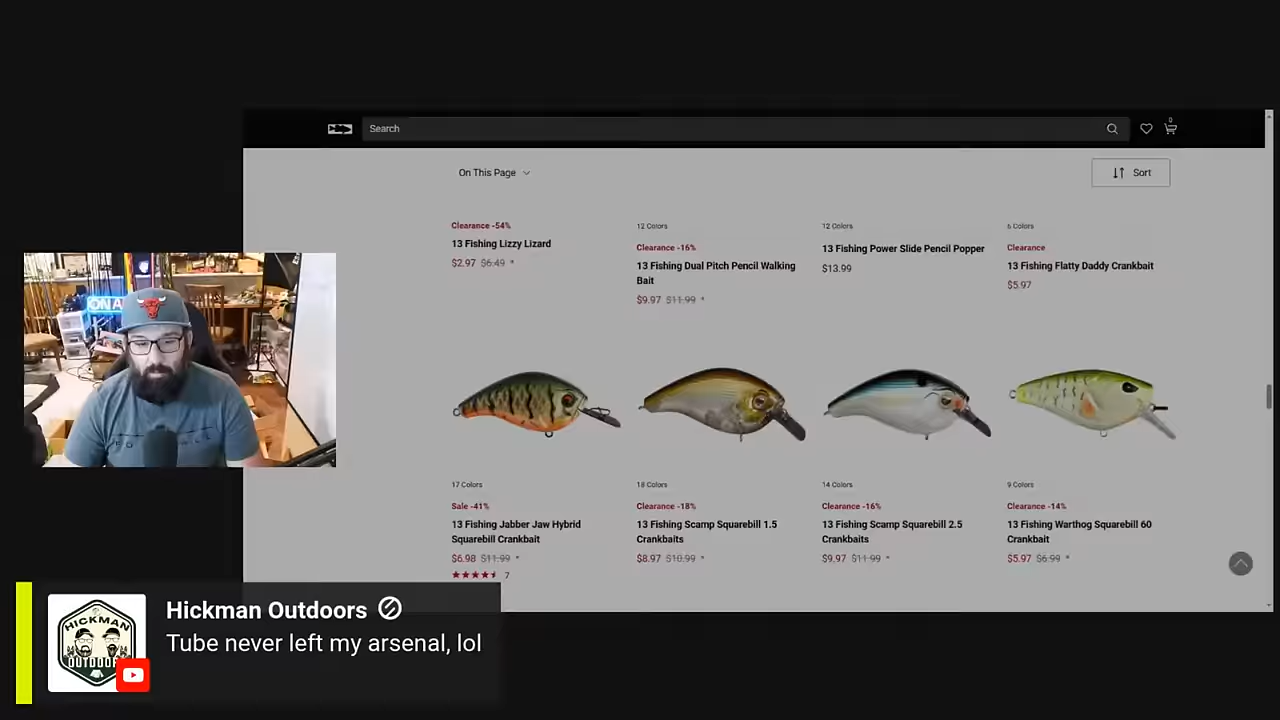 Search
0
On This Page
Sort
Clearance -54%
13 Fishing Lizzy Lizard
$2.97 $6.49 *
12 Colors
Clearance -16%
13 Fishing Dual Pitch Pencil Walking
Bait
$9.97 $11.99 *
12 Colors
13 Fishing Power Slide Pencil Popper
$13.99
6 Colors
Clearance
13 Fishing Flatty Daddy Crankbait
$5.97
ON A
17 Colors
Sale -41%
13 Fishing Jabber Jaw Hybrid
Squarebill Crankbait
$6.98 $11.99 *
7
18 Colors
Clearance -18%
13 Fishing Scamp Squarebill 1.5
Crankbaits
$8.97 $10.99 *
14 Colors
Clearance -16%
13 Fishing Scamp Squarebill 2.5
Crankbaits
$9.97 $11.99 *
9 Colors
Clearance -14%
13 Fishing Warthog Squarebill 60
Crankbait
$5.97 $6.99 *
HICKMAN
OUTDOOR
Hickman Outdoors
Tube never left my arsenal, lol